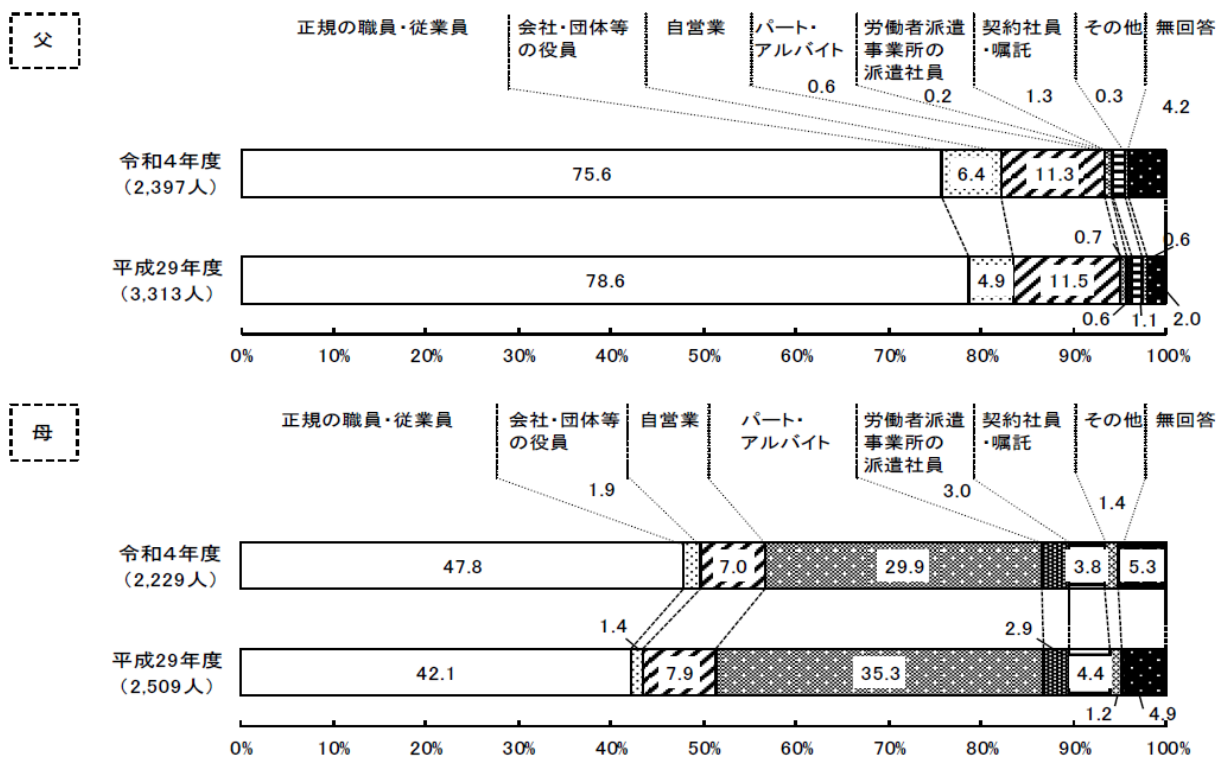 父
正規の職員・従業員
会社・団体等
の役員
自営業
パート・
アルバイト
労働者派遣
事業所の
派遣社員
契約社員
・嘱託
その他
無回答
0.6
0.2
1.3
0.3
4.2
令和4年度
(2,397人)
75.6
6.4
11.3
0.7
0.6
平成29年度
(3,313人)
78.6
4.9
11.5
0.6
1.1
2.0
0%
10%
20%
30%
40%
50%
60%
70%
80%
90%
100%
母
正規の職員・従業員
会社・団体等
の役員
自営業
パート・
アルバイト
労働者派遣
事業所の
派遣社員
契約社員
・嘱託
その他
無回答
1.9
3.0
1.4
令和4年度
(2,229人)
47.8
7.0
29.9
3.8
5.3
1.4
2.9
平成29年度
(2,509人)
42.1
7.9
35.3
4.4
1.2
4.9
0%
10%
20%
30%
40%
50%
60%
70%
80%
90%
100%